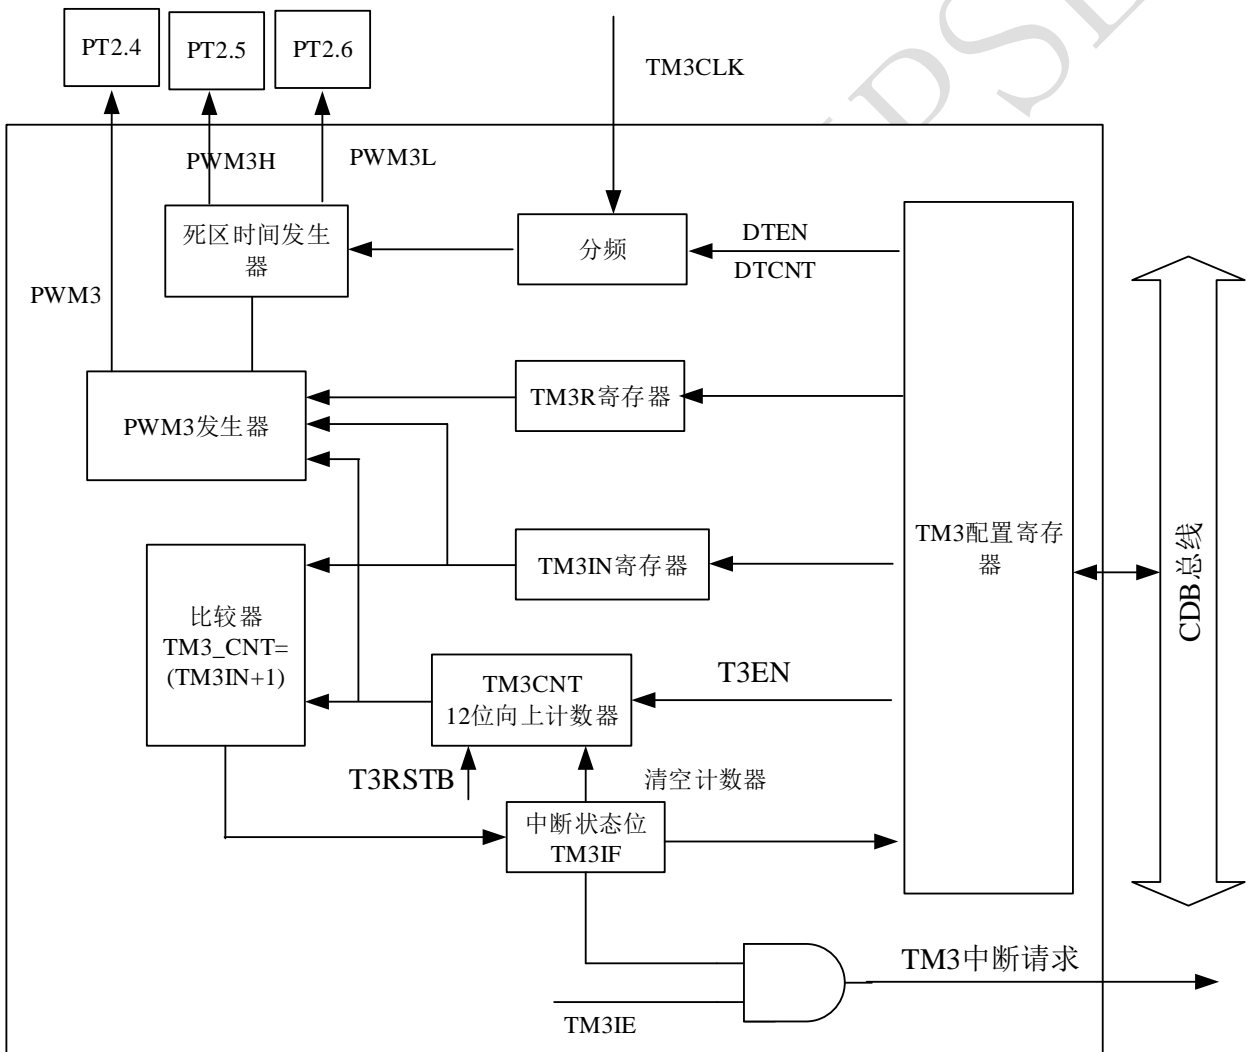 PT2.4
PT2.5
PT2.6
TM3CLK
PWM3H
PWM3L
死区时间发生
器
分频
DTEN
DTCNT
PWM3
TM3R寄存器
PWM3发生器
TM3IN寄存器
TM3配置寄存
器
CDB总线
比较器
TM3_CNT=
(TM3IN+1)
TM3CNT
12位向上计数器
T3EN
T3RSTB
清空计数器
中断状态位
TM3IF
TM3中断请求
TM3IE